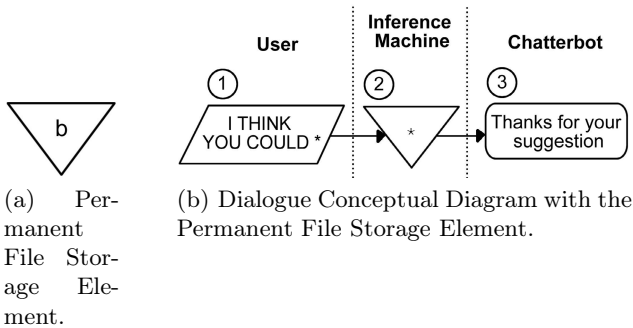 b
(a) Per-
manent
File Stor-
age Ele-
ment.
User
Inference
Machine
Chatterbot
1
2
3
I THINK
YOU COULD *
*
Thanks for your
suggestion
(b) Dialogue Conceptual Diagram with the
Permanent File Storage Element.